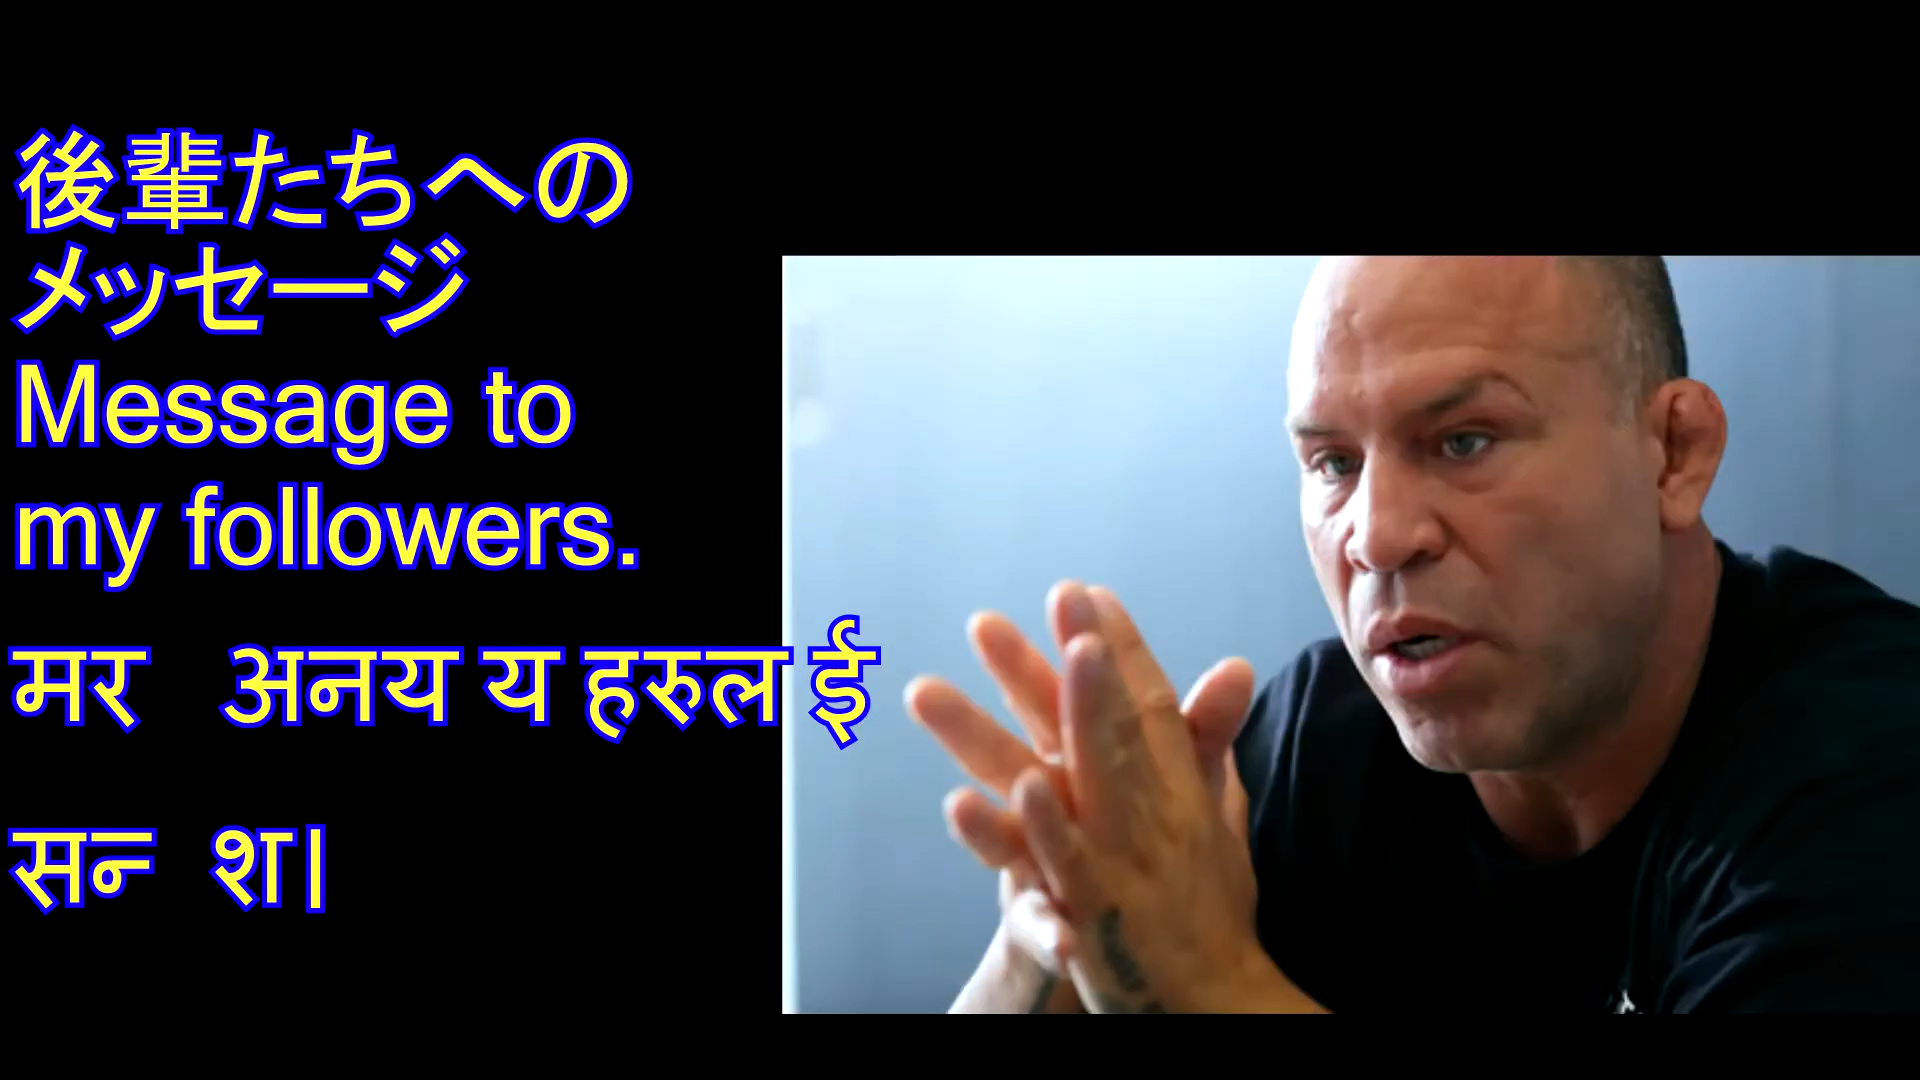 後輩たちへの
メッセージ
Message to
my followers.
मर अनय य हरुल ई
सन्‍ श।